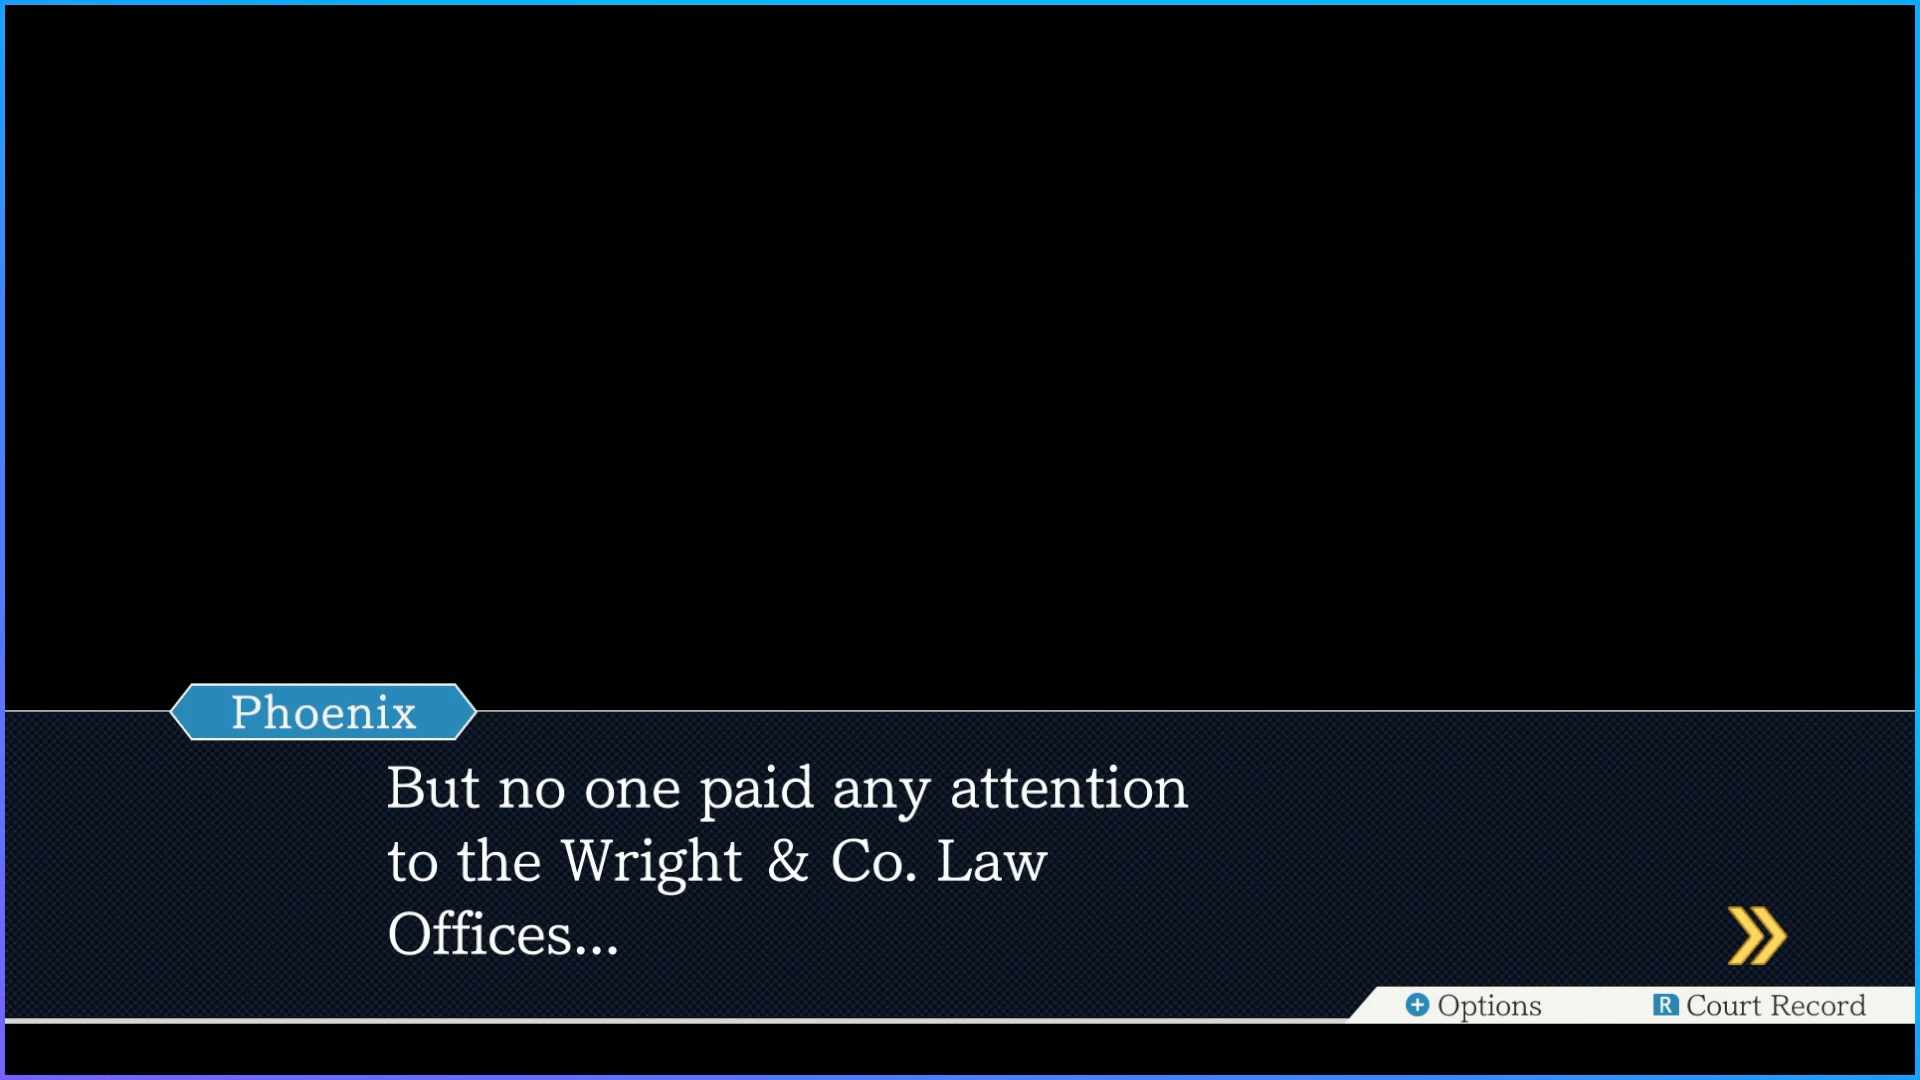 Phoenix
But no one paid any attention
to the Wright & Co. Law
Offices...
Options
R Court Record